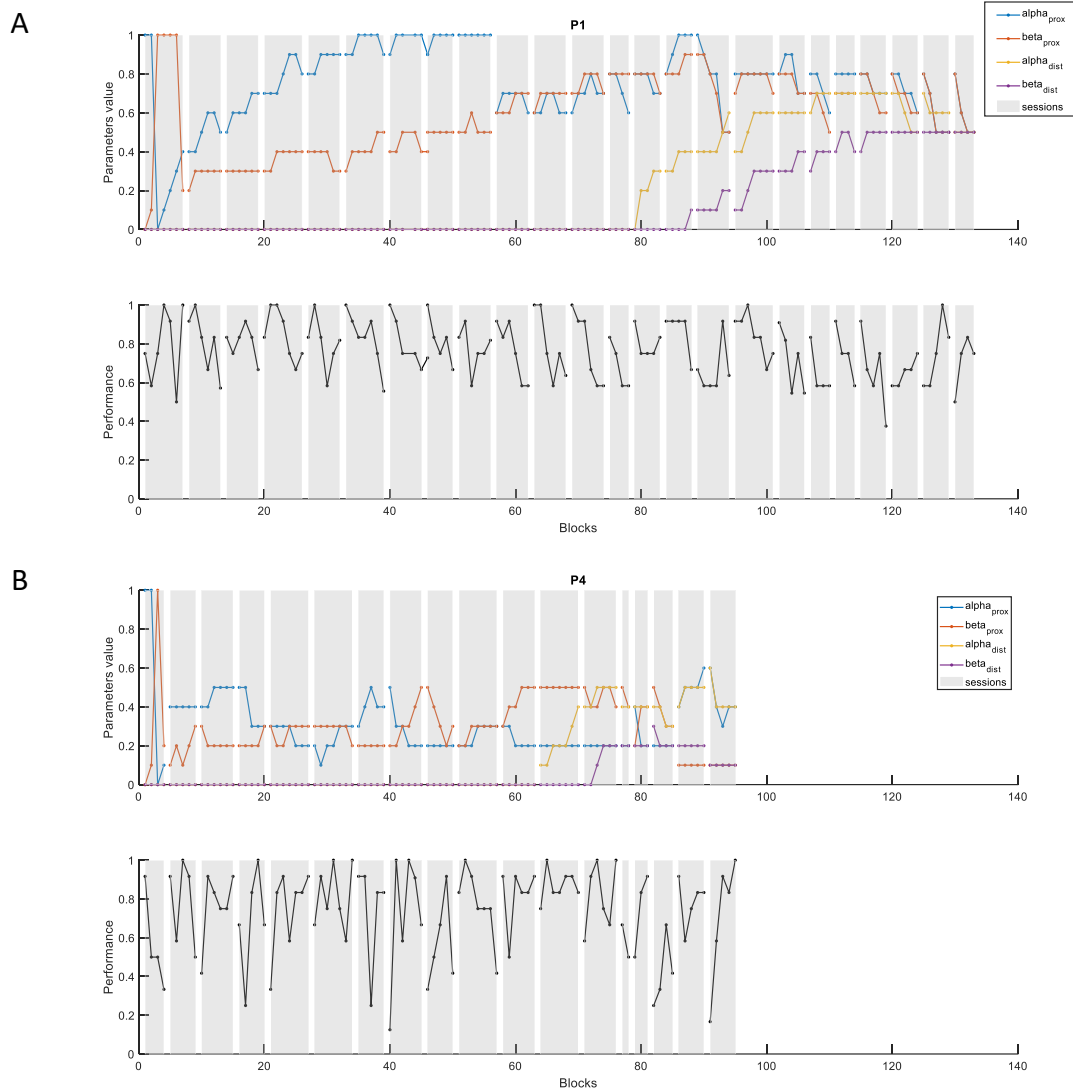 A
P1
alpha_prox
beta_prox
alpha_dist
beta_dist
sessions
Parameters value
1
0.8
0.6
0.4
0.2
0
0 20 40 60 80 100 120 140
Performance
1
0.8
0.6
0.4
0.2
0
0 20 40 60 80 100 120 140
Blocks
B
P4
alpha_prox
beta_prox
alpha_dist
beta_dist
sessions
Parameters value
1
0.8
0.6
0.4
0.2
0
0 20 40 60 80 100 120 140
Performance
1
0.8
0.6
0.4
0.2
0
0 20 40 60 80 100 120 140
Blocks